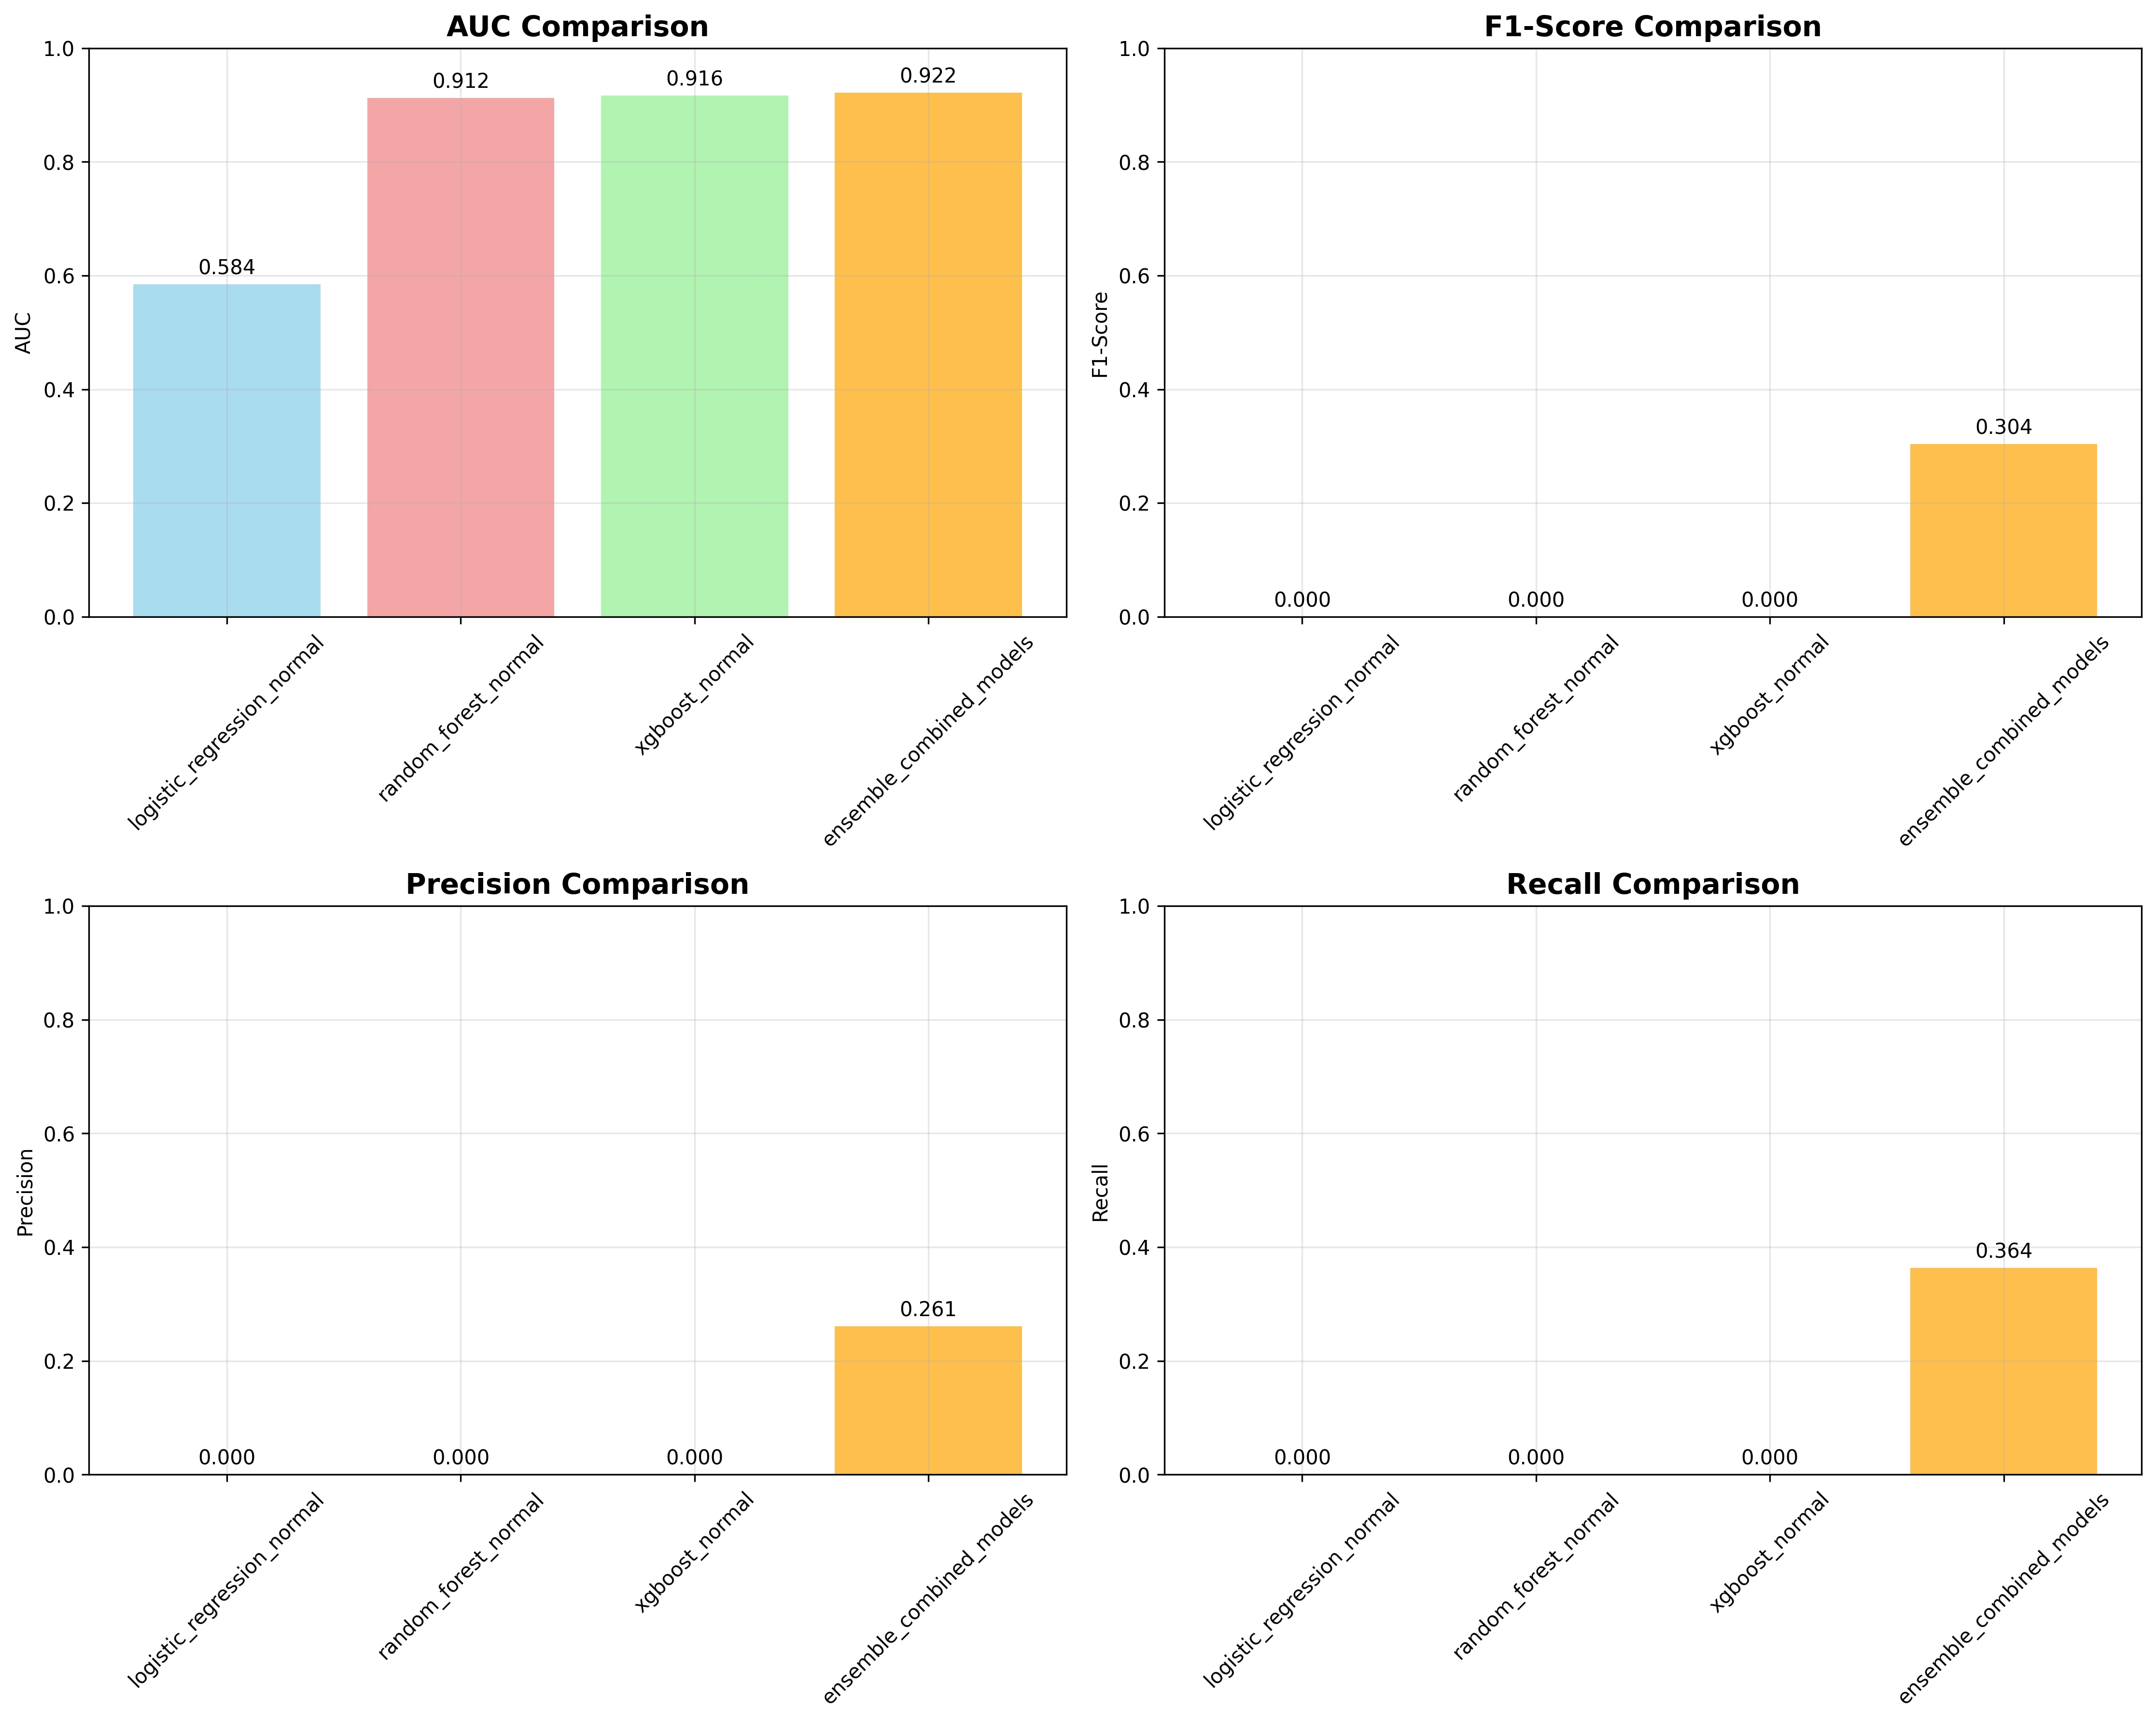 AUC Comparison
1.0
0.8
0.6
0.4
0.2
0.0
AUC
0.584
0.912
0.916
0.922
logistic_regression_normal
random_forest_normal
xgboost_normal
ensemble_combined_models
F1-Score Comparison
1.0
0.8
0.6
0.4
0.2
0.0
F1-Score
0.000
0.000
0.000
0.304
logistic_regression_normal
random_forest_normal
xgboost_normal
ensemble_combined_models
Precision Comparison
1.0
0.8
0.6
0.4
0.2
0.0
Precision
0.000
0.000
0.000
0.261
logistic_regression_normal
random_forest_normal
xgboost_normal
ensemble_combined_models
Recall Comparison
1.0
0.8
0.6
0.4
0.2
0.0
Recall
0.000
0.000
0.000
0.364
logistic_regression_normal
random_forest_normal
xgboost_normal
ensemble_combined_models